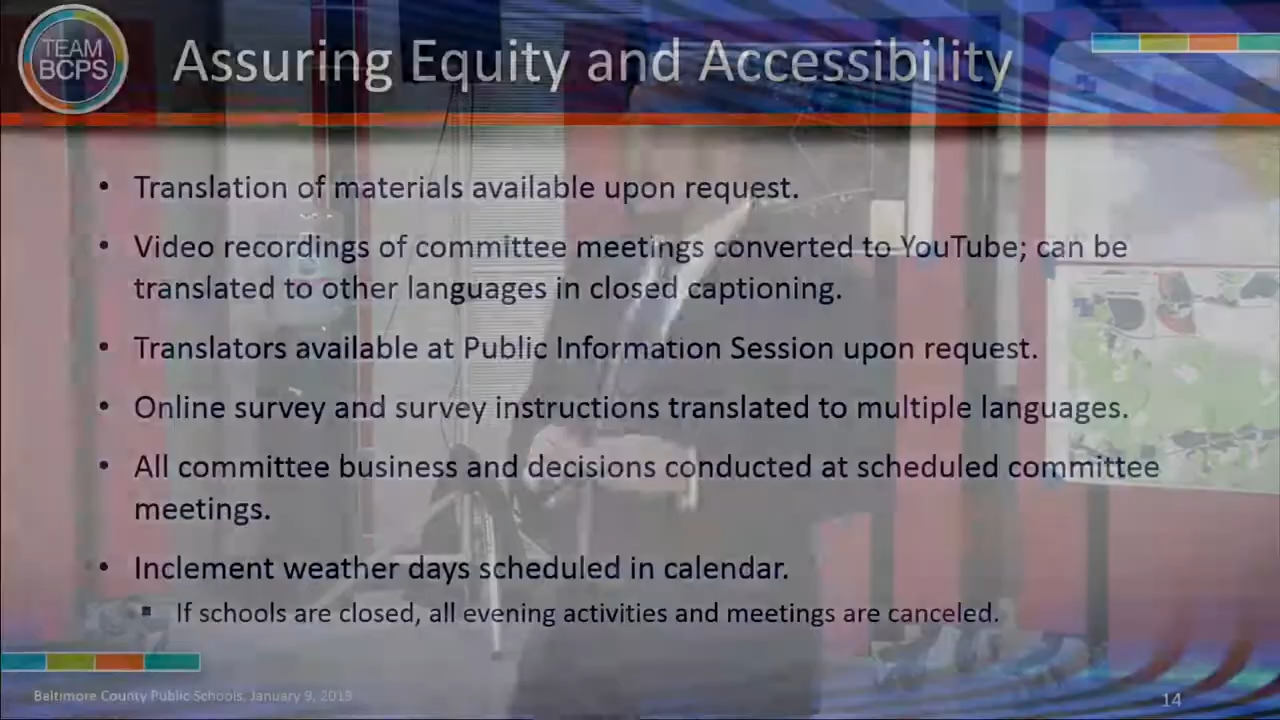 TEAM
BCPS
Assuring Equity and Accessibility
• Translation of materials available upon request.
• Video recordings of committee meetings converted to YouTube; can be
translated to other languages in closed captioning.
• Translators available at Public Information Session upon request.
• Online survey and survey instructions translated to multiple languages.
• All committee business and decisions conducted at scheduled committee
meetings.
• Inclement weather days scheduled in calendar.
▪ If schools are closed, all evening activities and meetings are canceled.
Baltimore County Public Schools, January 9, 2019
14